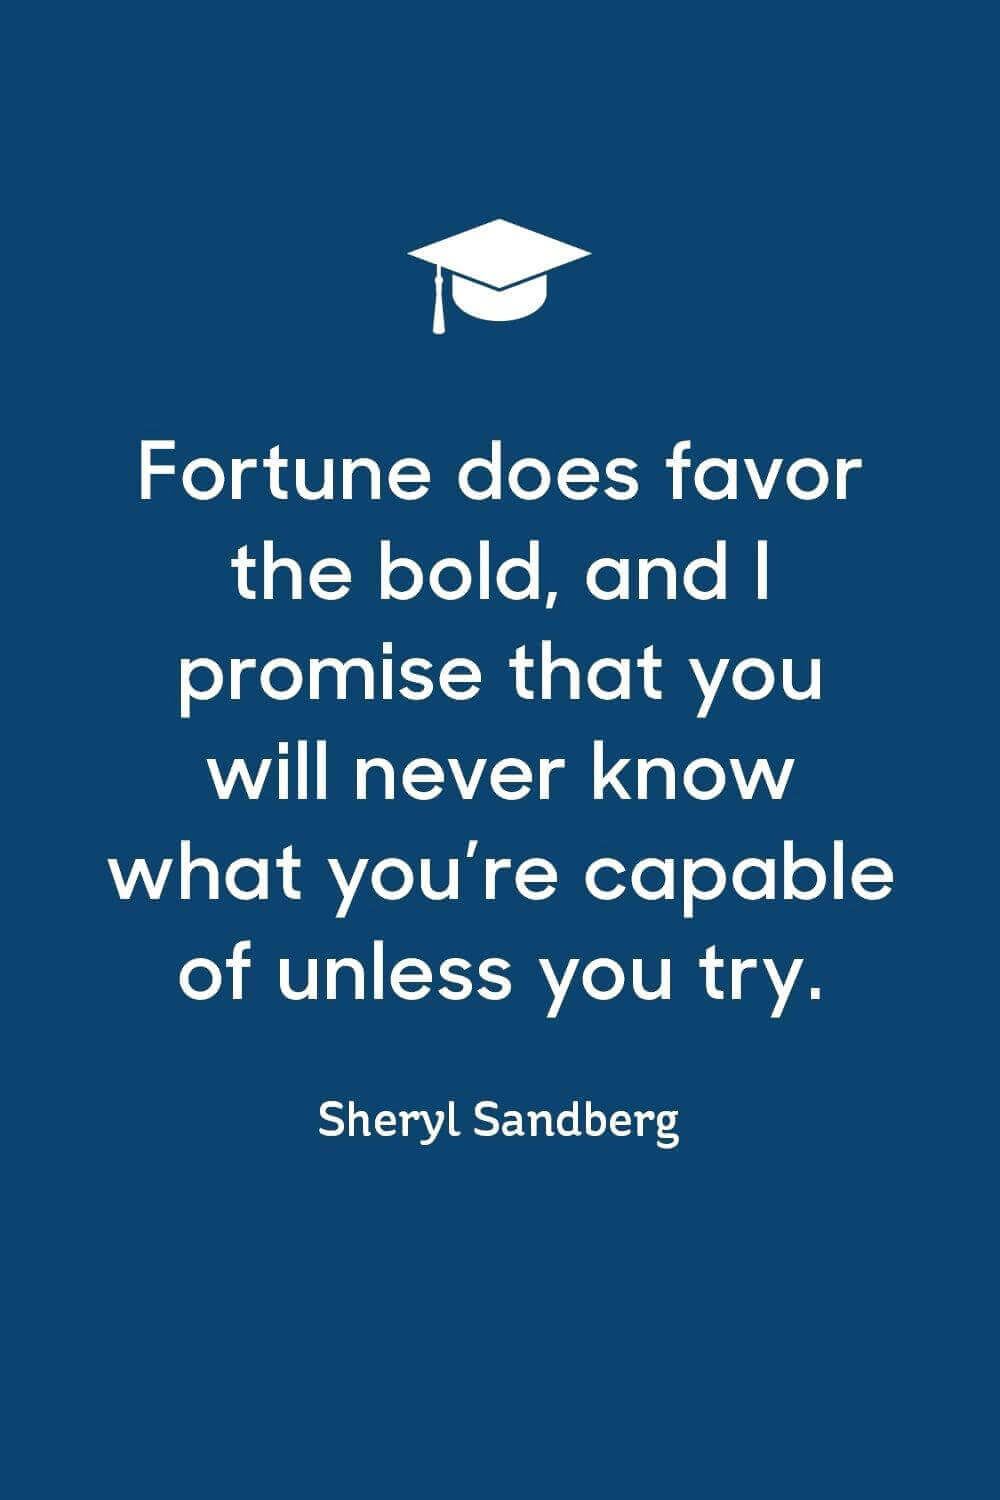 Fortune does favor
the bold, and I
promise that you
will never know
what you’re capable
of unless you try.
Sheryl Sandberg